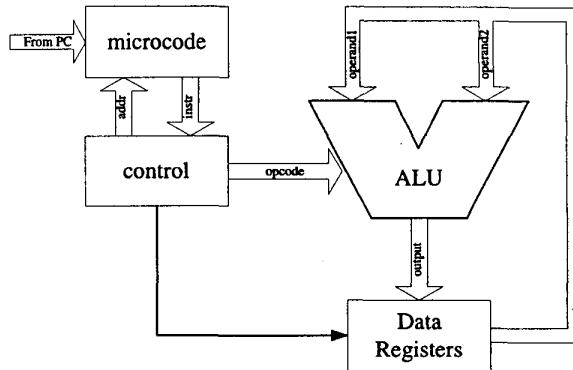 From PC
microcode
operand1
operand2
addr
instr
control
opcode
ALU
output
Data
Registers